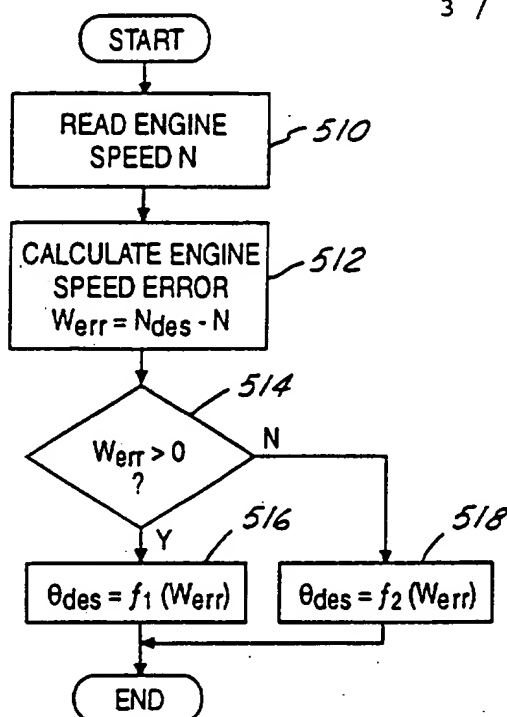 3 /
START
READ ENGINE
SPEED N
510
CALCULATE ENGINE
SPEED ERROR
Werr = Ndes - N
512
514
Werr > 0
?
N
Y
516
518
θdes = f1 (Werr)
θdes = f2 (Werr)
END